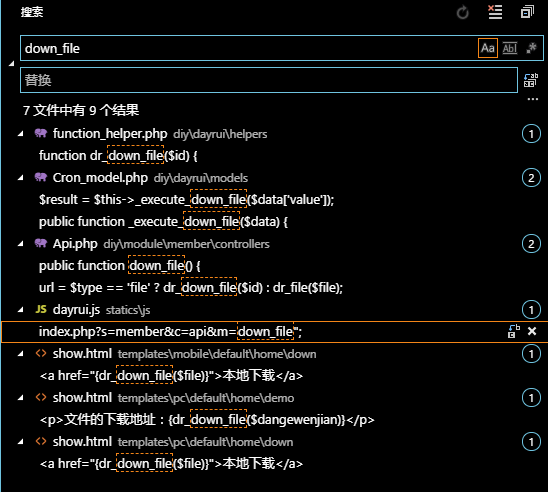 搜索
down_file
Aa Abl .*
替换
7 文件中有 9 个结果
function_helper.php diy\dayrui\helpers 1
function dr_down_file($id) {
Cron_model.php diy\dayrui\models 2
$result = $this->_execute_down_file($data['value']);
public function _execute_down_file($data) {
Api.php diy\module\member\controllers 2
public function down_file() {
url = $type == 'file' ? dr_down_file($id) : dr_file($file);
JS dayrui.js statics\js 1
index.php?s=member&c=api&m=down_file";
show.html templates\mobile\default\home\down 1
<a href="{dr_down_file($file)}">本地下载</a>
show.html templates\pc\default\home\demo 1
<p>文件的下载地址：{dr_down_file($dangewenjian)}</p>
show.html templates\pc\default\home\down 1
<a href="{dr_down_file($file)}">本地下载</a>